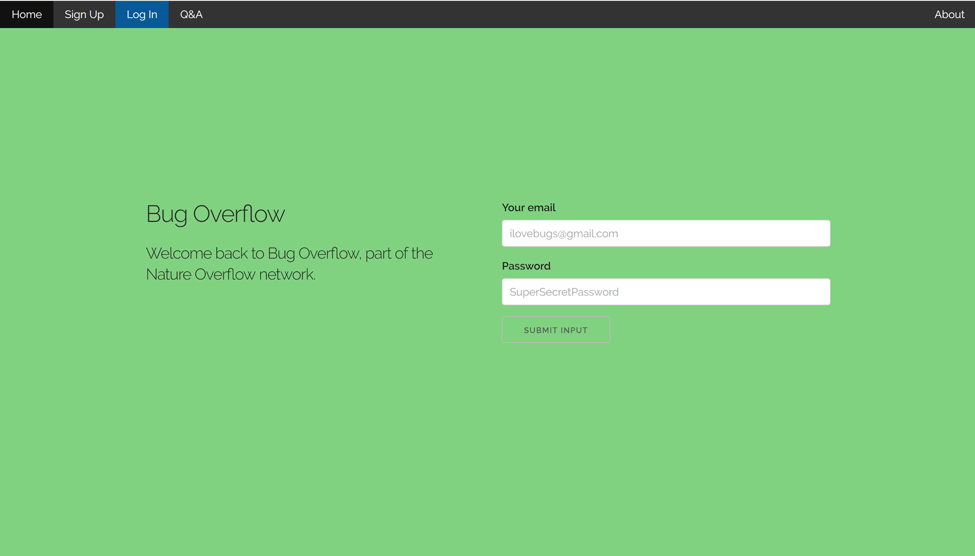 Home Sign Up Log In Q&A About
Bug Overflow
Welcome back to Bug Overflow, part of the
Nature Overflow network.
Your email
ilovebugs@gmail.com
Password
SuperSecretPassword
SUBMIT INPUT